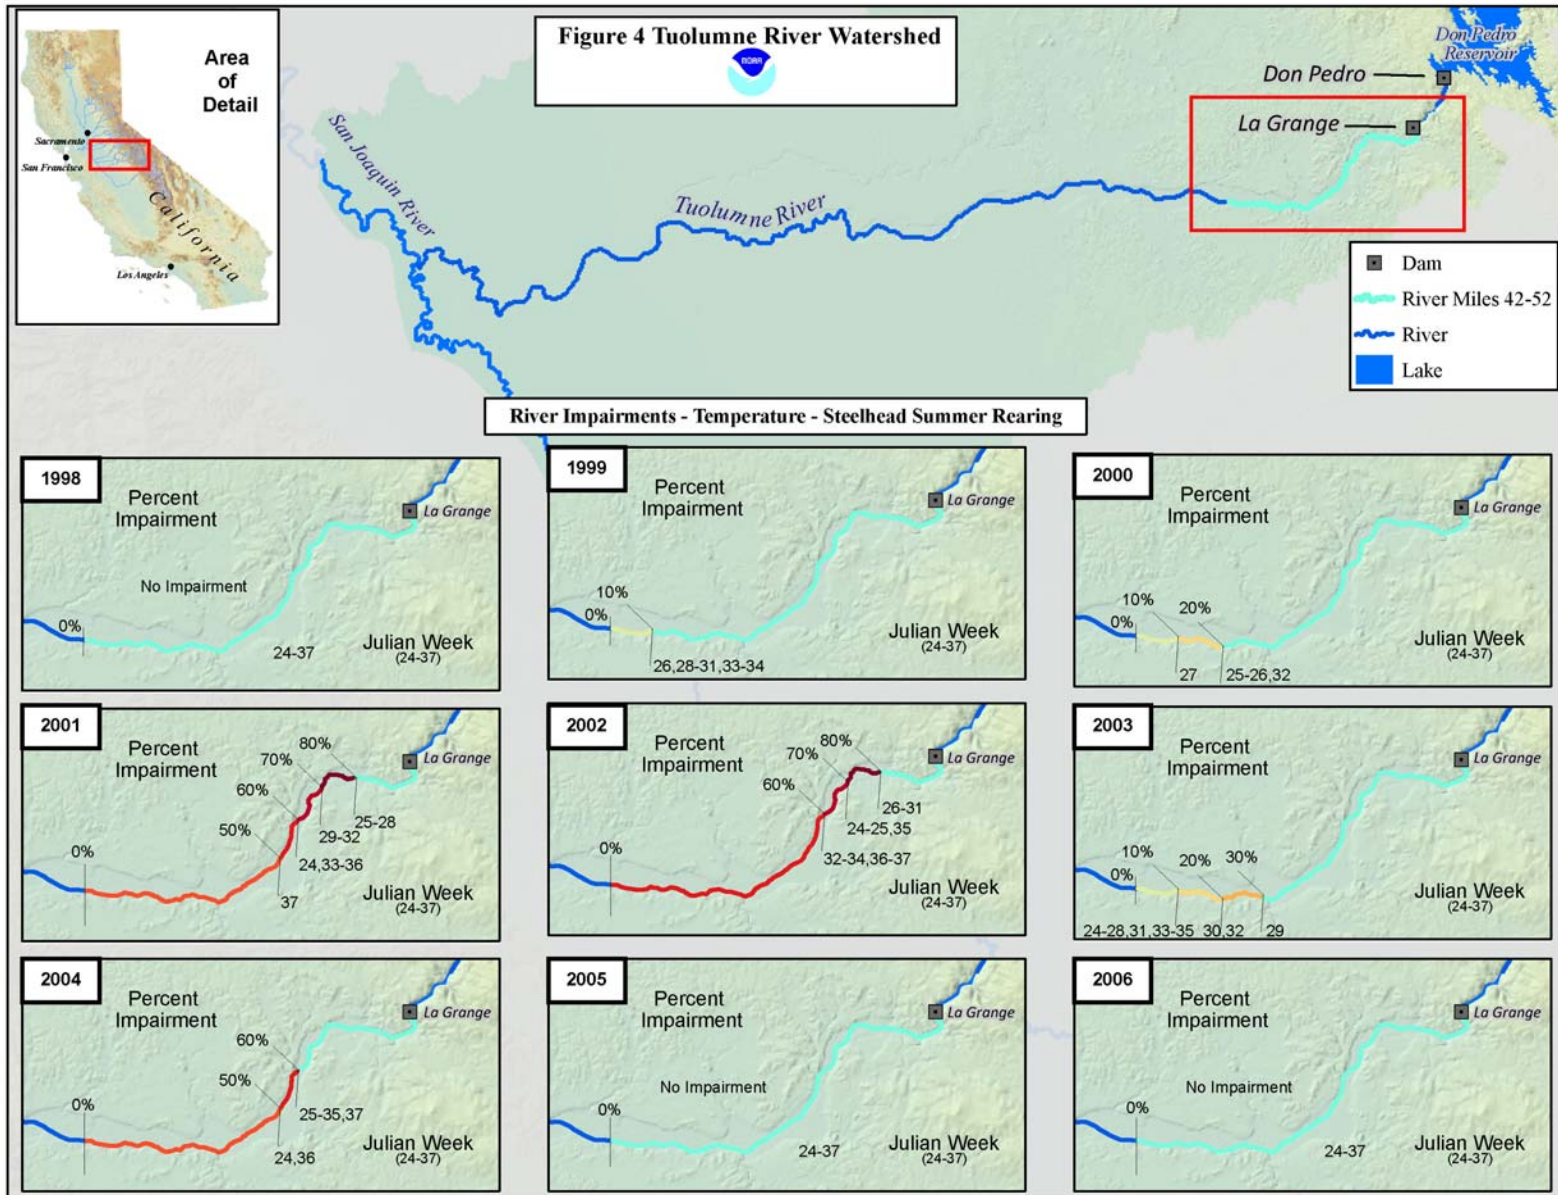 Figure 4 Tuolumne River Watershed
NOAA
Area
of
Detail
Sacramento
San Francisco
California
Los Angeles
San Joaquin River
Tuolumne River
Don Pedro
Reservoir
Don Pedro
La Grange
Dam
River Miles 42-52
River
Lake
River Impairments - Temperature - Steelhead Summer Rearing
1998
Percent
Impairment
La Grange
No Impairment
0%
24-37
Julian Week
(24-37)
1999
Percent
Impairment
La Grange
10%
0%
26,28-31,33-34
Julian Week
(24-37)
2000
Percent
Impairment
La Grange
10%
20%
0%
27
25-26,32
Julian Week
(24-37)
2001
Percent
Impairment
80%
70%
La Grange
60%
50%
0%
25-28
29-32
24,33-36
37
Julian Week
(24-37)
2002
Percent
Impairment
80%
70%
La Grange
60%
0%
26-31
24-25,35
32-34,36-37
Julian Week
(24-37)
2003
Percent
Impairment
La Grange
10%
20%
30%
0%
24-28,31,33-35
30,32
29
Julian Week
(24-37)
2004
Percent
Impairment
La Grange
60%
50%
0%
25-35,37
24,36
Julian Week
(24-37)
2005
Percent
Impairment
La Grange
No Impairment
0%
24-37
Julian Week
(24-37)
2006
Percent
Impairment
La Grange
No Impairment
0%
24-37
Julian Week
(24-37)